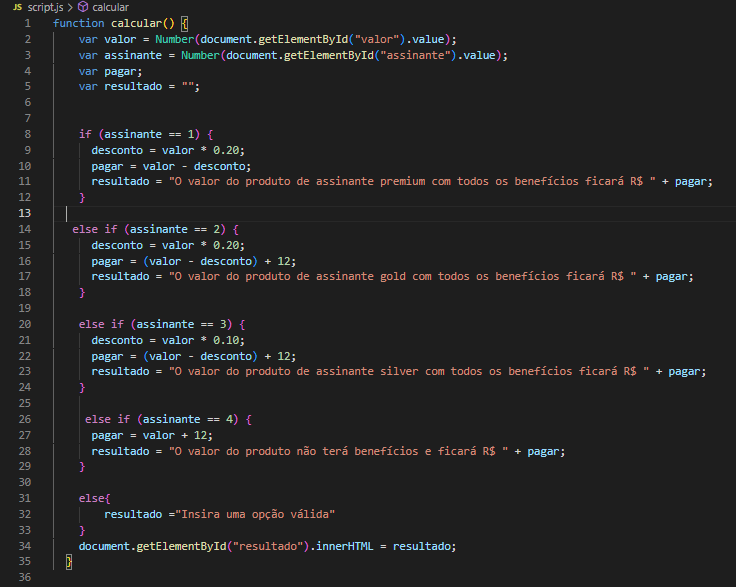 JS script.js > calcular
1 function calcular() {
2 var valor = Number(document.getElementById("valor").value);
3 var assinante = Number(document.getElementById("assinante").value);
4 var pagar;
5 var resultado = "";
6
7
8 if (assinante == 1) {
9 desconto = valor * 0.20;
10 pagar = valor - desconto;
11 resultado = "O valor do produto de assinante premium com todos os benefícios ficará R$ " + pagar;
12 }
13
14 else if (assinante == 2) {
15 desconto = valor * 0.20;
16 pagar = (valor - desconto) + 12;
17 resultado = "O valor do produto de assinante gold com todos os benefícios ficará R$ " + pagar;
18 }
19
20 else if (assinante == 3) {
21 desconto = valor * 0.10;
22 pagar = (valor - desconto) + 12;
23 resultado = "O valor do produto de assinante silver com todos os benefícios ficará R$ " + pagar;
24 }
25
26 else if (assinante == 4) {
27 pagar = valor + 12;
28 resultado = "O valor do produto não terá benefícios e ficará R$ " + pagar;
29 }
30
31 else{
32 resultado ="Insira uma opção válida"
33 }
34 document.getElementById("resultado").innerHTML = resultado;
35 }
36